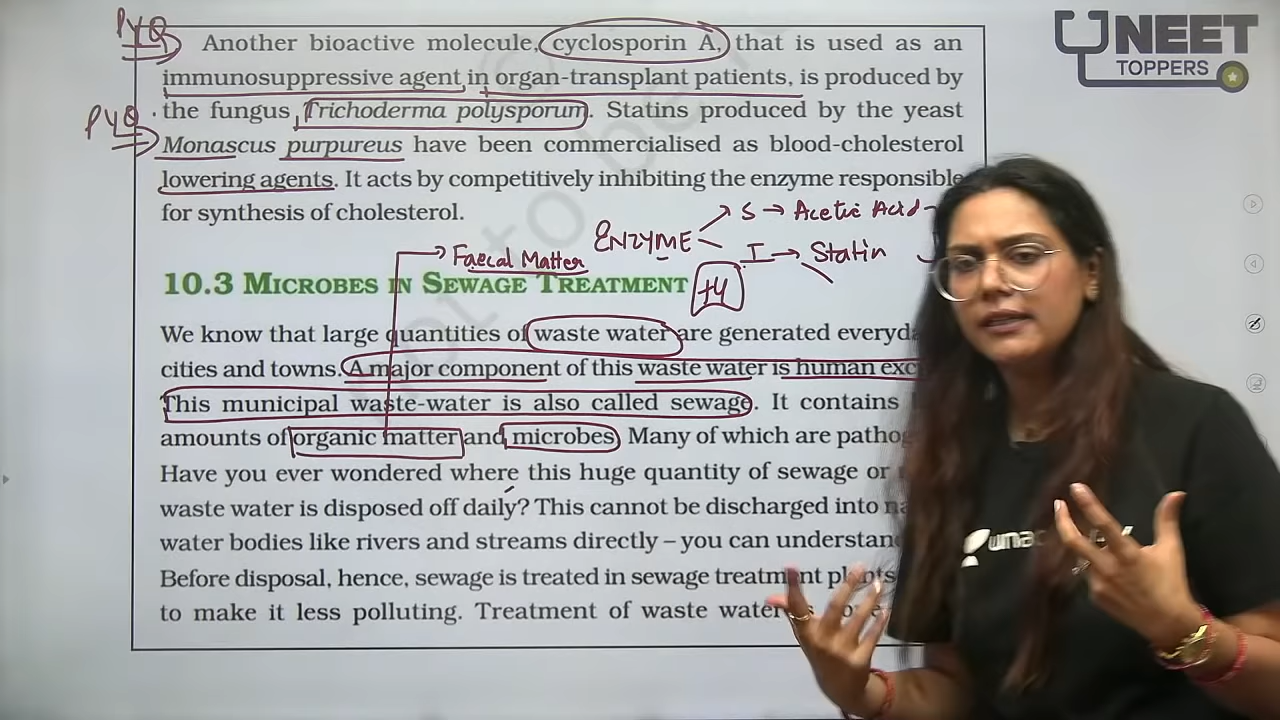 PYQ
Another bioactive molecule, cyclosporin A, that is used as an
immunosuppressive agent in organ-transplant patients, is produced by
PYQ
the fungus Trichoderma polysporum. Statins produced by the yeast
Monascus purpureus have been commercialised as blood-cholesterol
lowering agents. It acts by competitively inhibiting the enzyme responsible
for synthesis of cholesterol.
ENZYME
S → Acetic Acid
I → Statin
Faecal Matter
10.3 MICROBES IN SEWAGE TREATMENT
+4
We know that large quantities of waste water are generated everyda
cities and towns. A major component of this waste water is human exc
This municipal waste-water is also called sewage. It contains
amounts of organic matter and microbes. Many of which are pathog
Have you ever wondered where this huge quantity of sewage or
waste water is disposed off daily? This cannot be discharged into na
water bodies like rivers and streams directly – you can understan
Before disposal, hence, sewage is treated in sewage treatment plants
to make it less polluting. Treatment of waste water
NEET
TOPPERS
unac